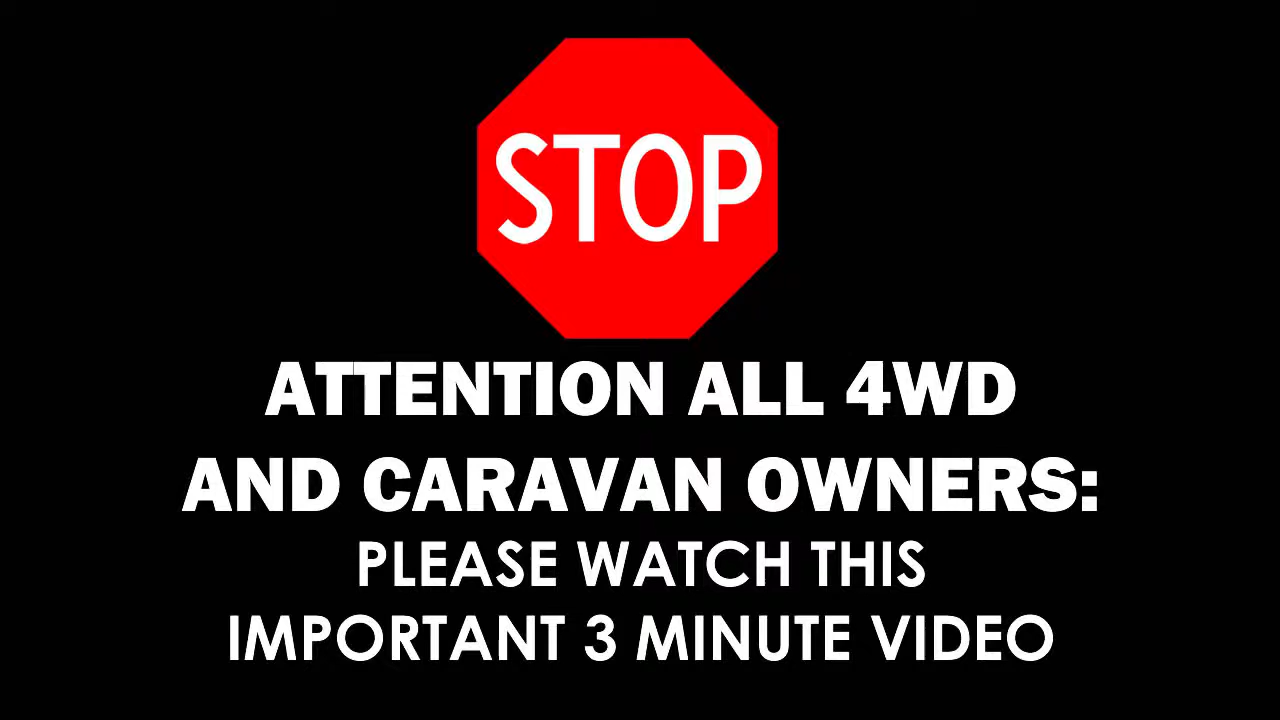 STOP
ATTENTION ALL 4WD
AND CARAVAN OWNERS:
PLEASE WATCH THIS
IMPORTANT 3 MINUTE VIDEO